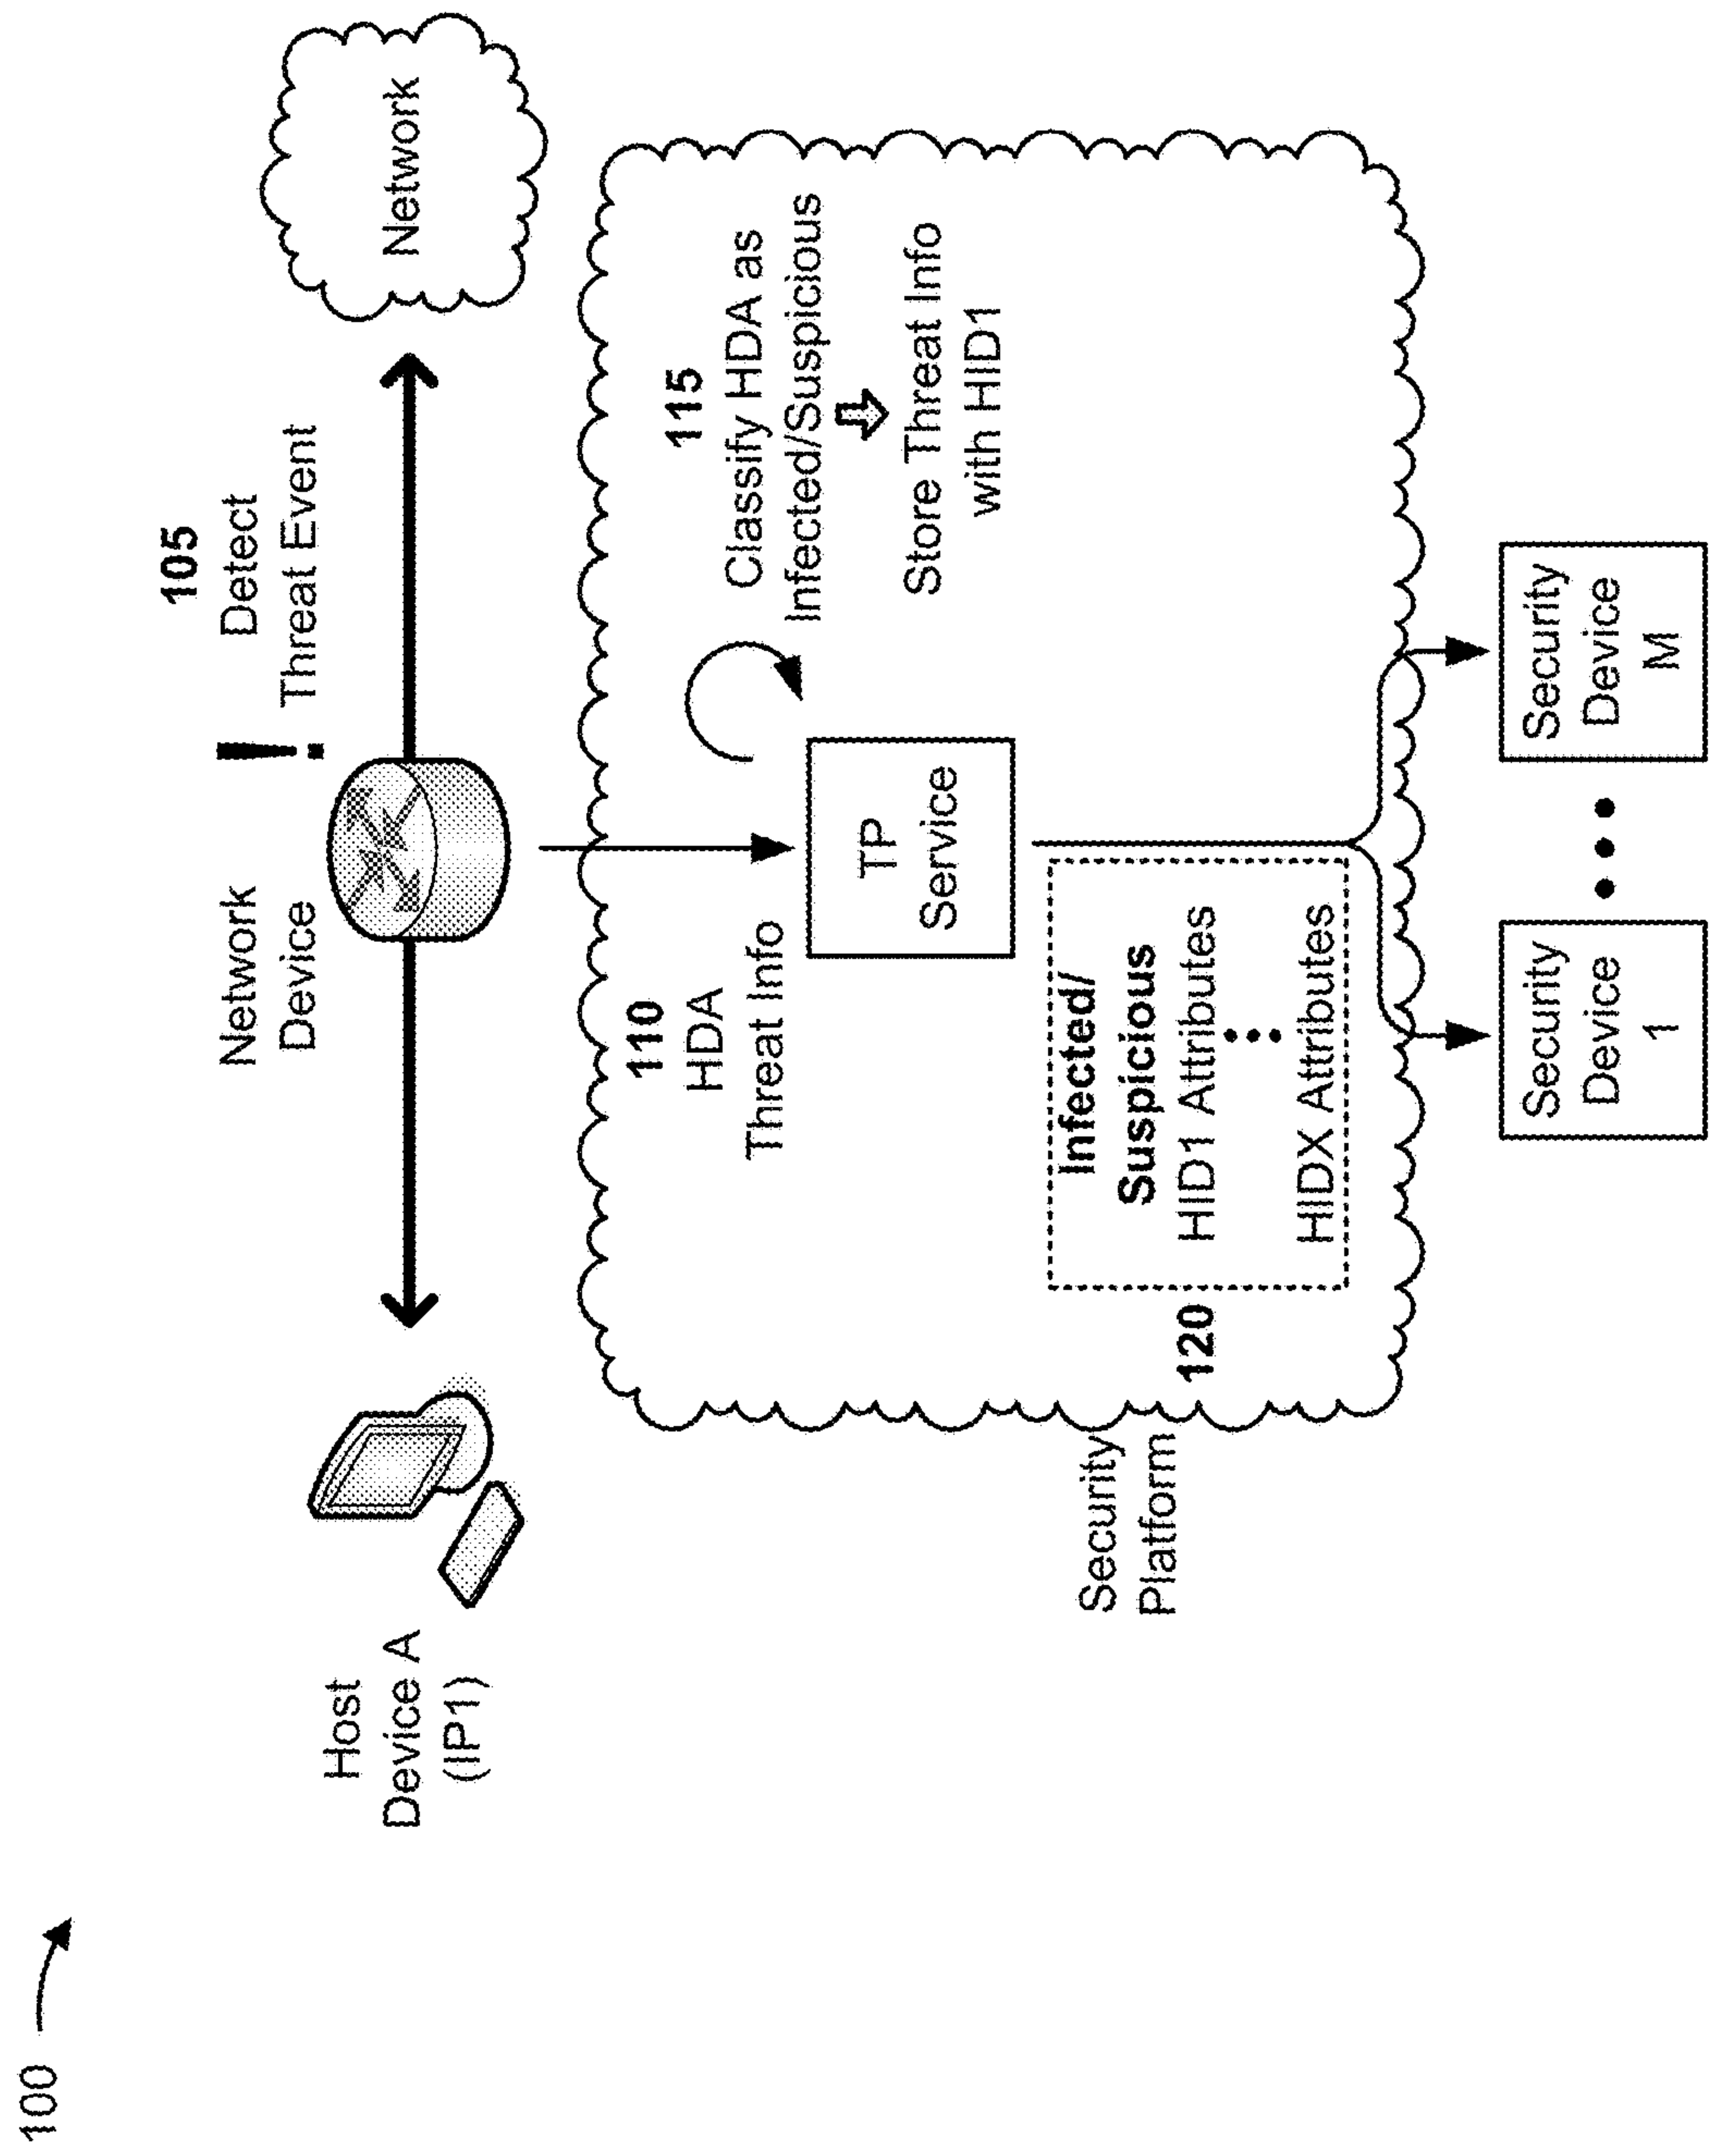 100
105
Detect
Threat Event
Network
Device
Host
Device A
(IP1)
Network
110
HDA
Threat Info
115
Classify HDA as
Infected/Suspicious
Store Threat Info
with HID1
TP
Service
Security
Platform
120
Infected/
Suspicious
HID1 Attributes
HIDX Attributes
Security
Device
1
Security
Device
M